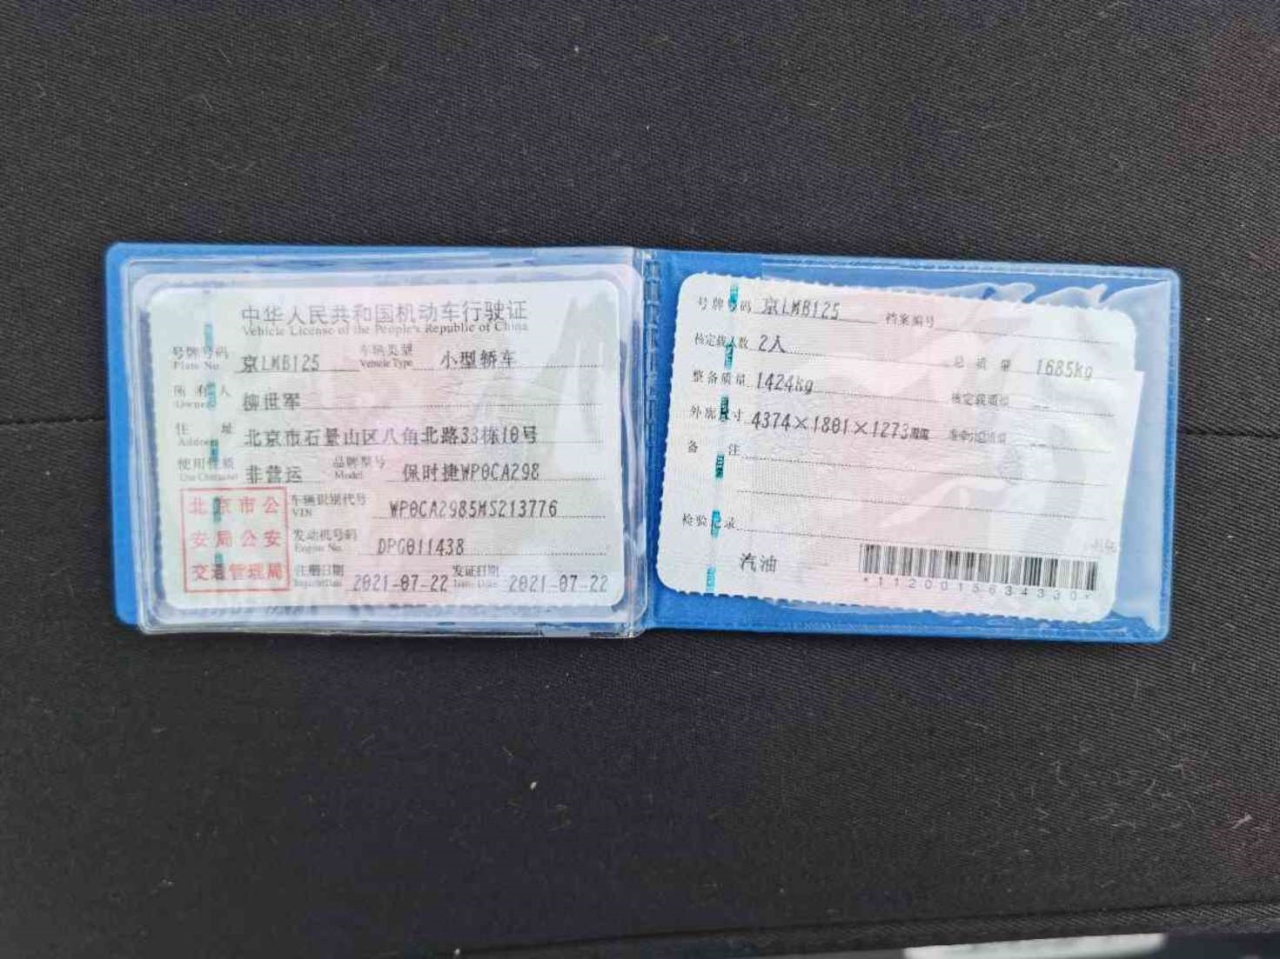 中华人民共和国机动车行驶证
Vehicle License of the People's Republic of China
号牌号码 京LMB125 车辆类型 小型轿车
Plate No. Vehicle Type
所有人 柳世军
Owner
住址 北京市石景山区八角北路33栋10号
Address
使用性质 非营运 品牌型号 保时捷WP0CA298
Use Character Model
北京市公
安局公安
交通管理局
车辆识别代号 WP0CA2985MS213776
VIN
发动机号码 DPG011438
Engine No.
注册日期 2021-07-22 发证日期 2021-07-22
Issue Date
号牌号码 京LMB125 档案编号
核定载人数 2人 总质量 1685kg
整备质量 1424kg 核定载质量
外廓尺寸 4374×1801×1273mm
备注
检验记录
汽油
*1120015634330*